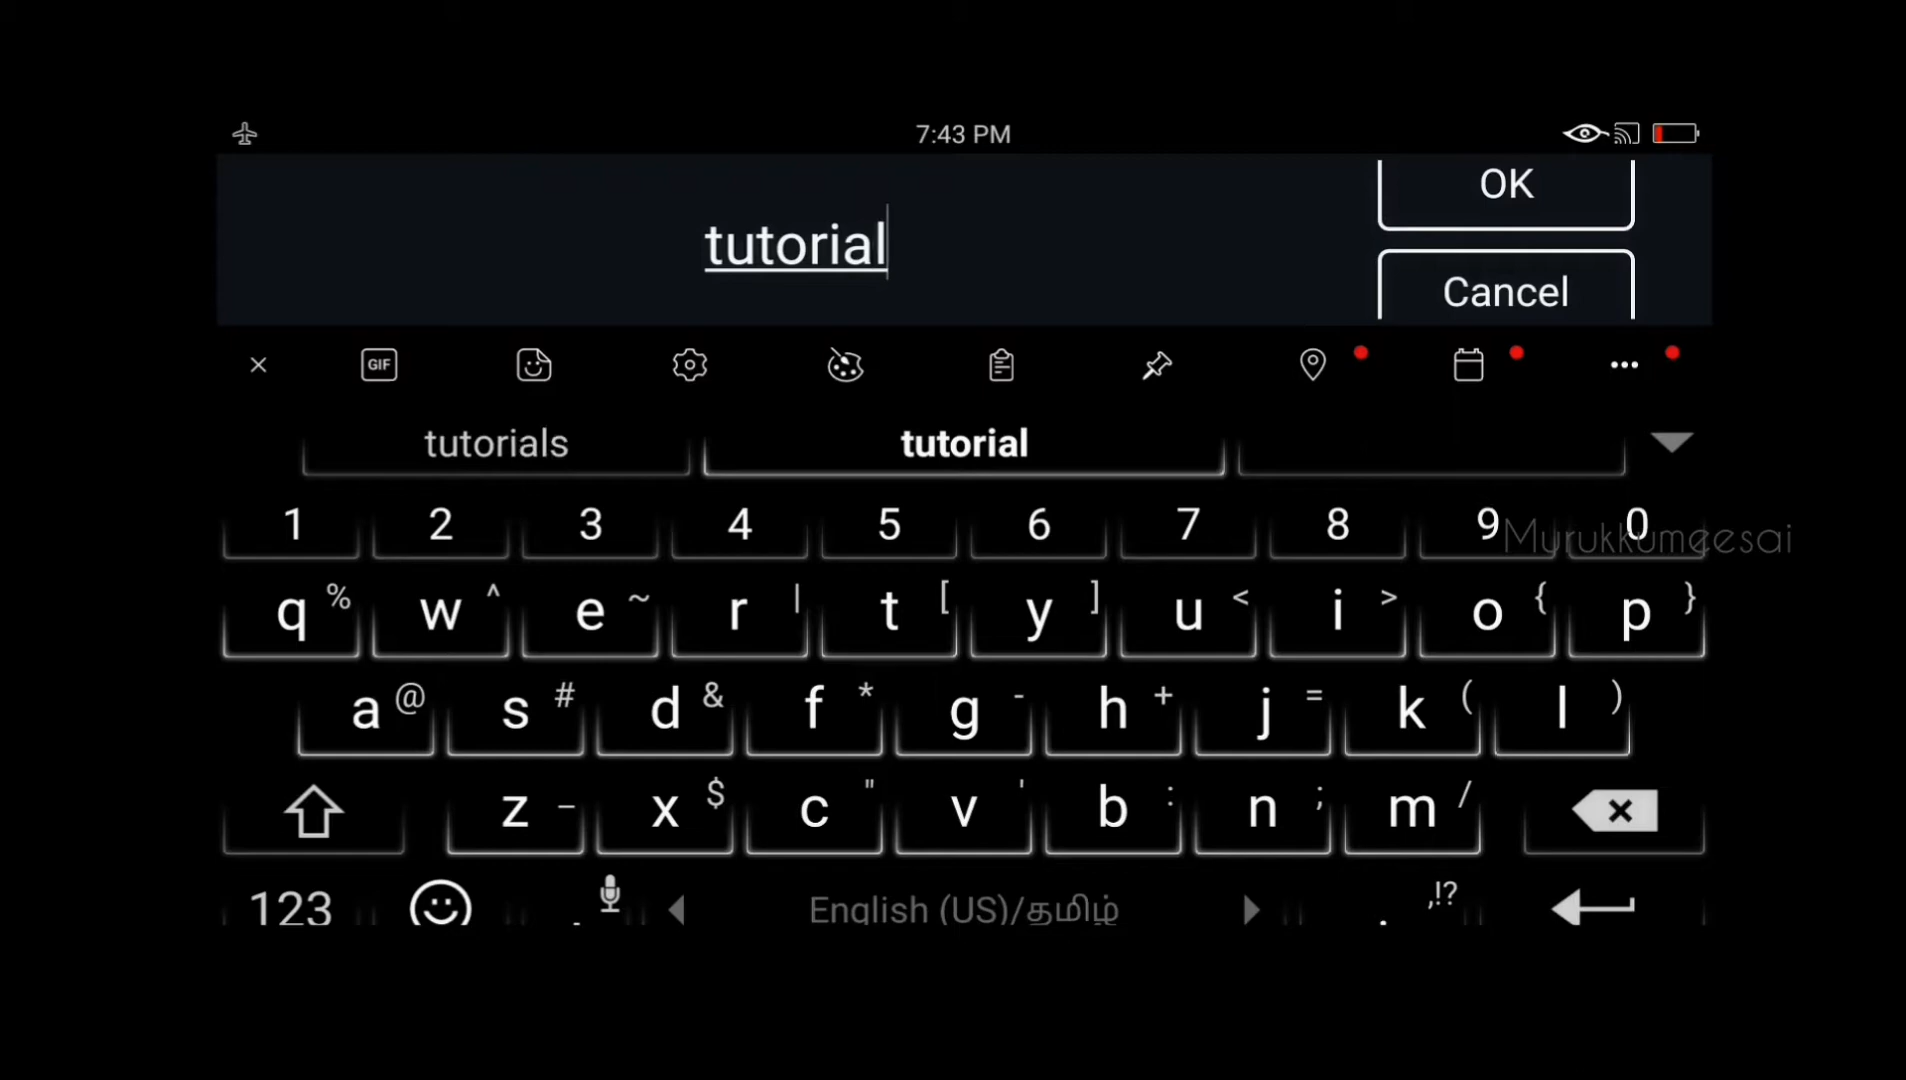 7:43 PM
OK
tutorial
Cancel
GIF
tutorials tutorial
1 2 3 4 5 6 7 8 9 0
Murukkumeesai
q % w ^ e ~ r | t [ y ] u < i > o { p }
a @ s # d & f * g - h + j = k ( l )
z _ x $ c " v ' b : n ; m /
123 , English (US)/தமிழ் . ,!?